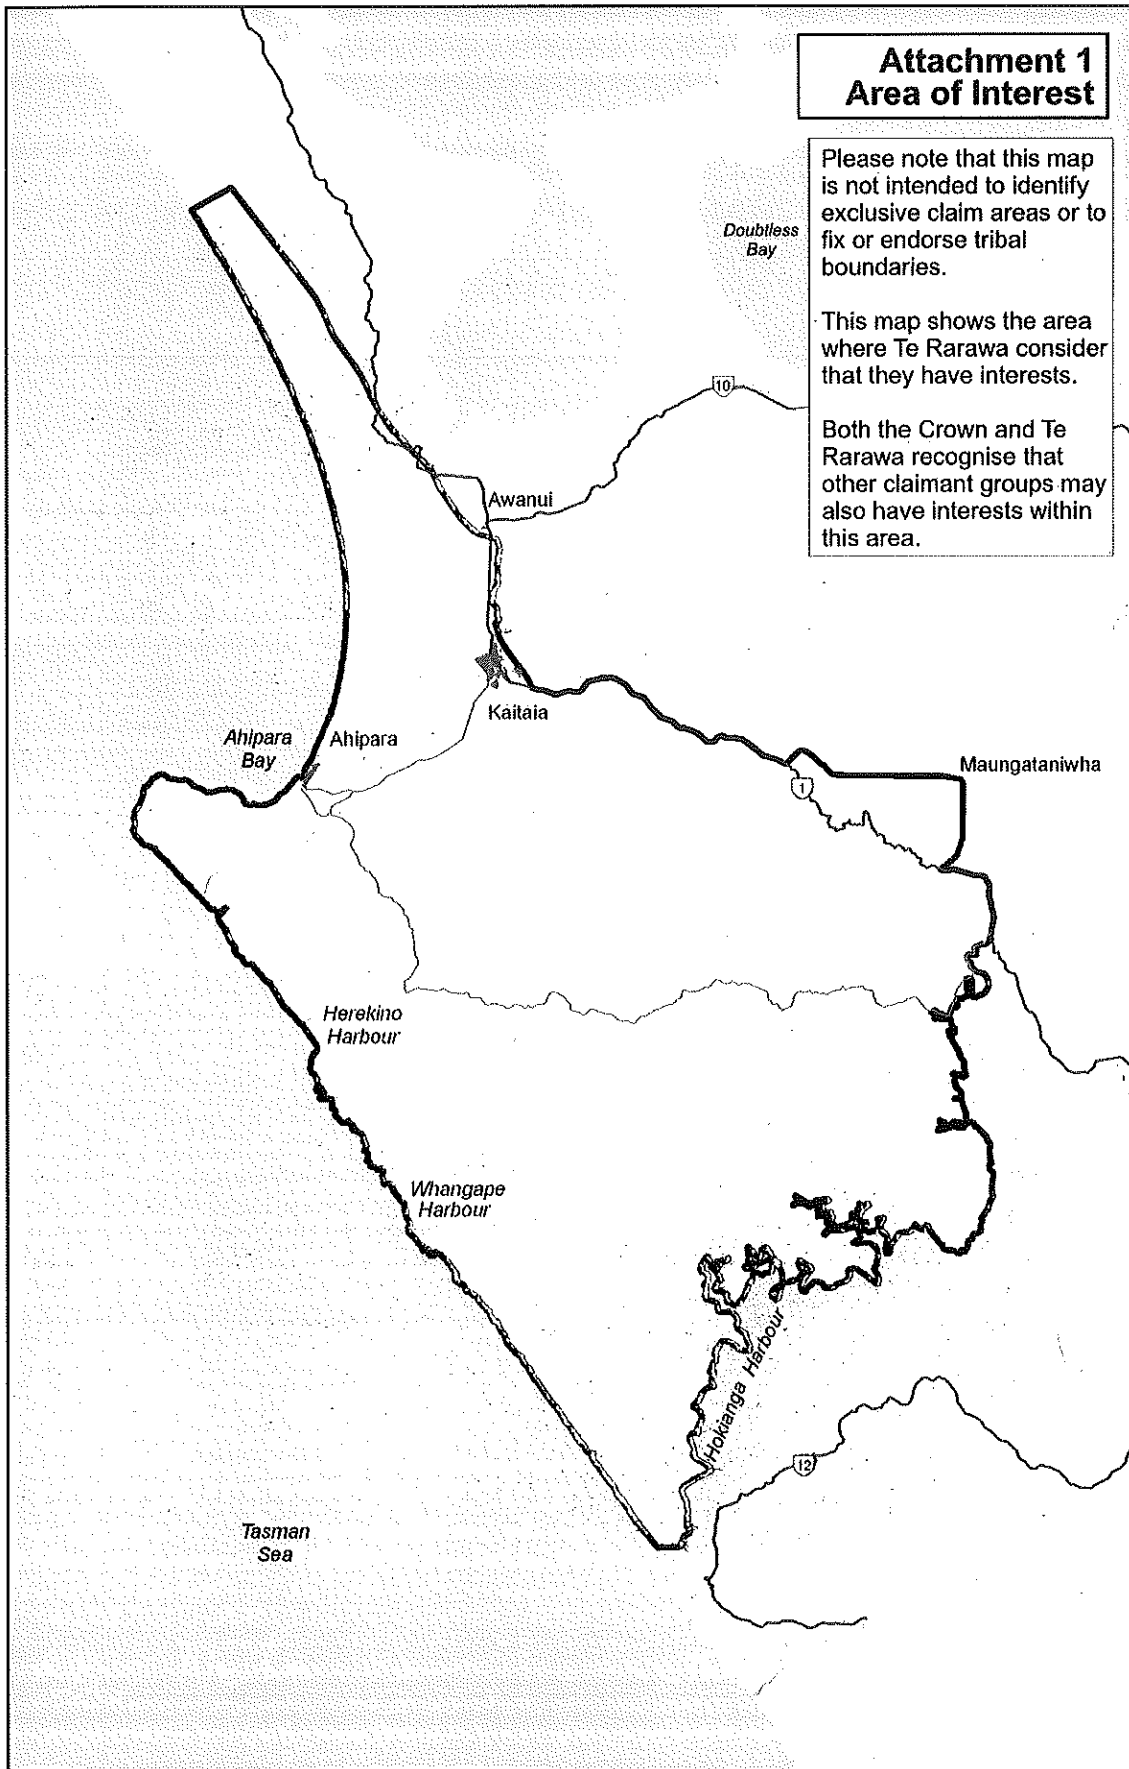 Attachment 1
Area of Interest
Please note that this map
is not intended to identify
exclusive claim areas or to
fix or endorse tribal
boundaries.
This map shows the area
where Te Rarawa consider
that they have interests.
Both the Crown and Te
Rarawa recognise that
other claimant groups may
also have interests within
this area.
Doubtless
Bay
10
Awanui
Kaitaia
Ahipara
Bay
Ahipara
Maungataniwha
1
Herekino
Harbour
Whangape
Harbour
Hokianga Harbour
12
Tasman
Sea